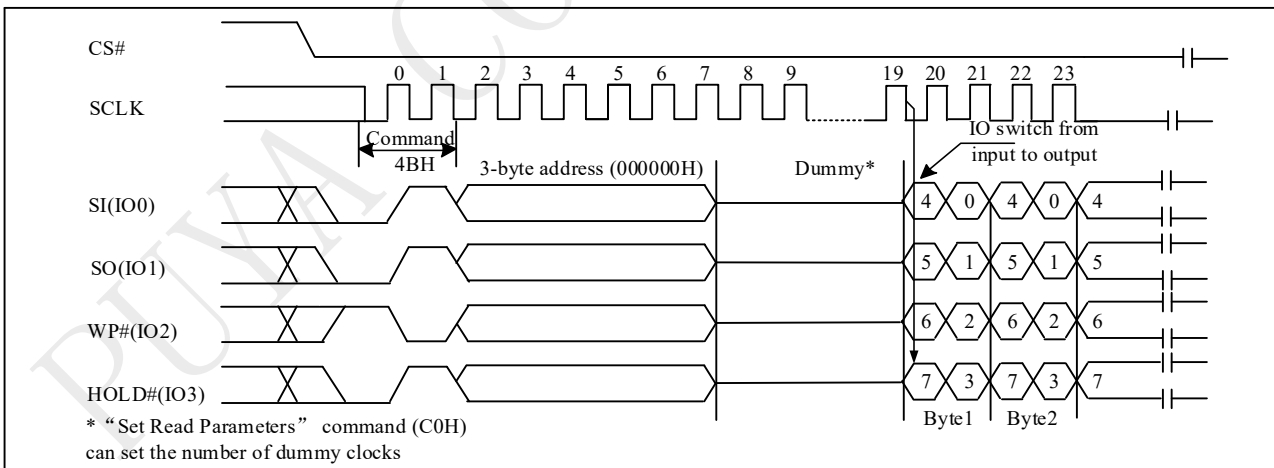 CS#
0 1 2 3 4 5 6 7 8 9 19 20 21 22 23
SCLK
Command
4BH
IO switch from
input to output
3-byte address (000000H)
Dummy*
SI(IO0)
4 0 4 0 4
SO(IO1)
5 1 5 1 5
WP#(IO2)
6 2 6 2 6
HOLD#(IO3)
7 3 7 3 7
Byte1 Byte2
* “Set Read Parameters” command (C0H)
can set the number of dummy clocks
PUYA CO